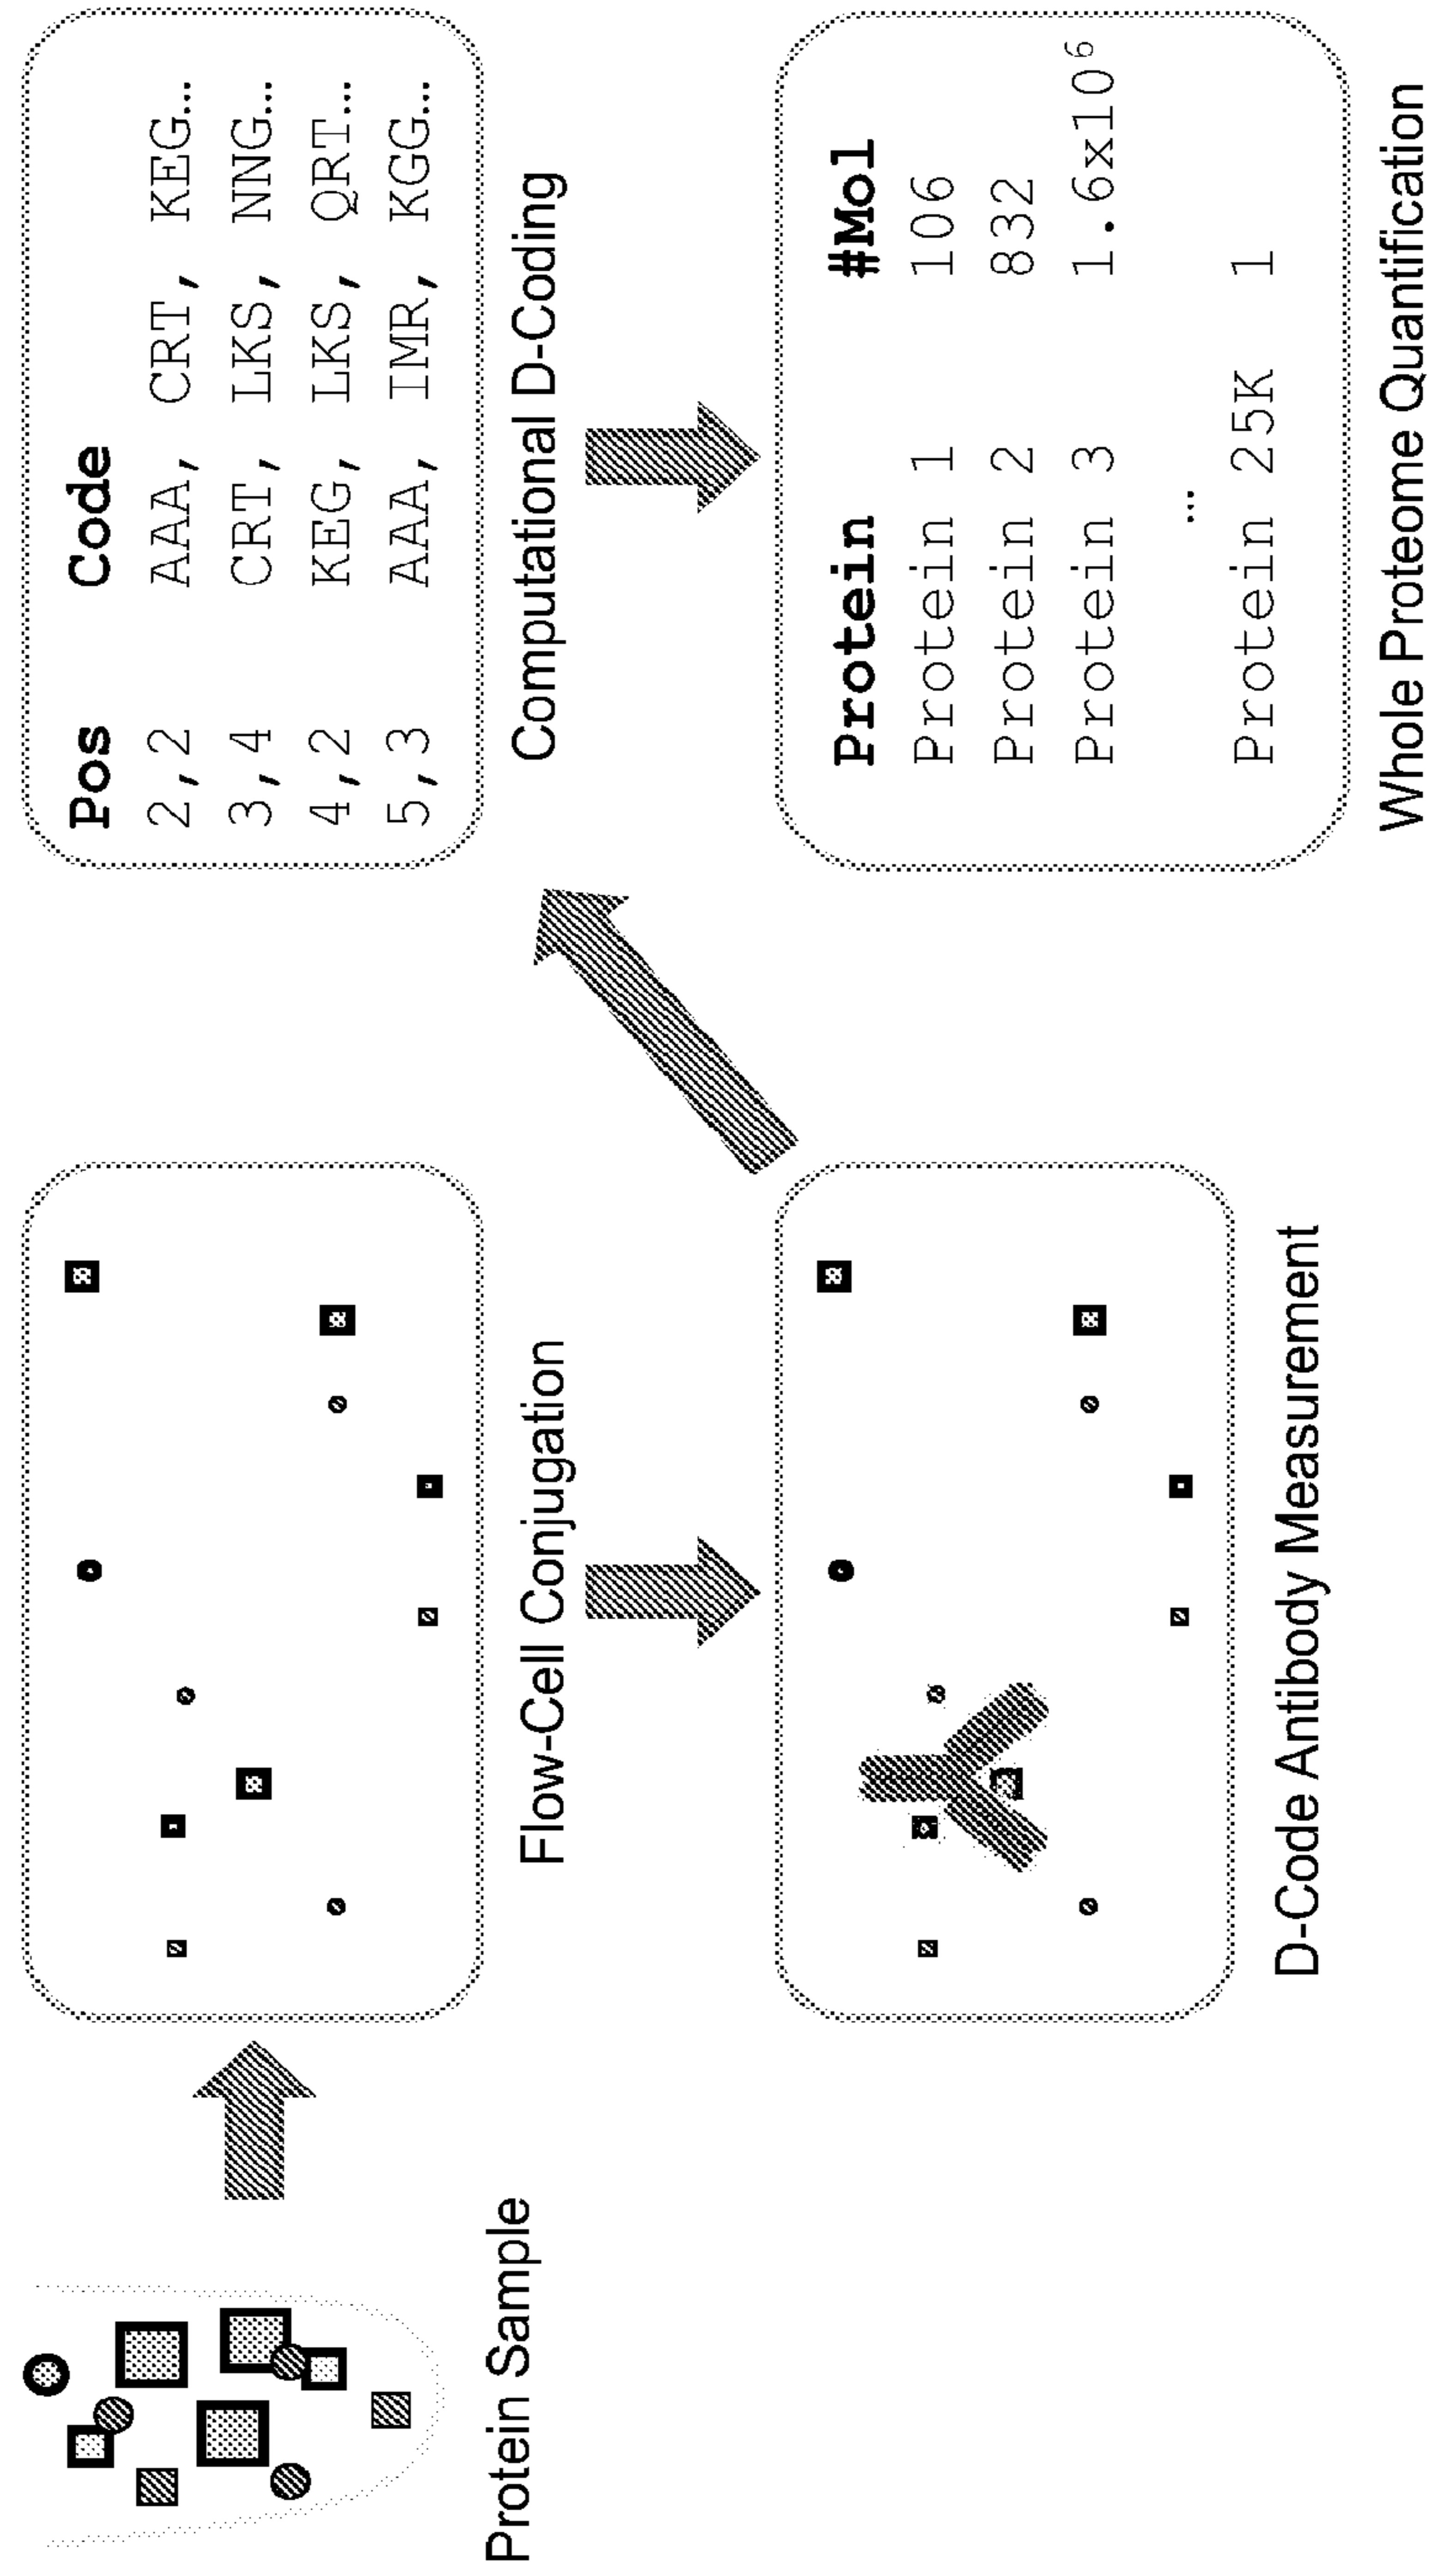 Protein Sample
Flow-Cell Conjugation
D-Code Antibody Measurement
Pos Code
2,2 AAA, CRT, KEG...
3,4 CRT, LKS, NNG...
4,2 KEG, LKS, QRT...
5,3 AAA, IMR, KGG...
Computational D-Coding
Protein #Mol
Protein 1 106
Protein 2 832
Protein 3 1.6x10⁶
...
Protein 25K 1
Whole Proteome Quantification